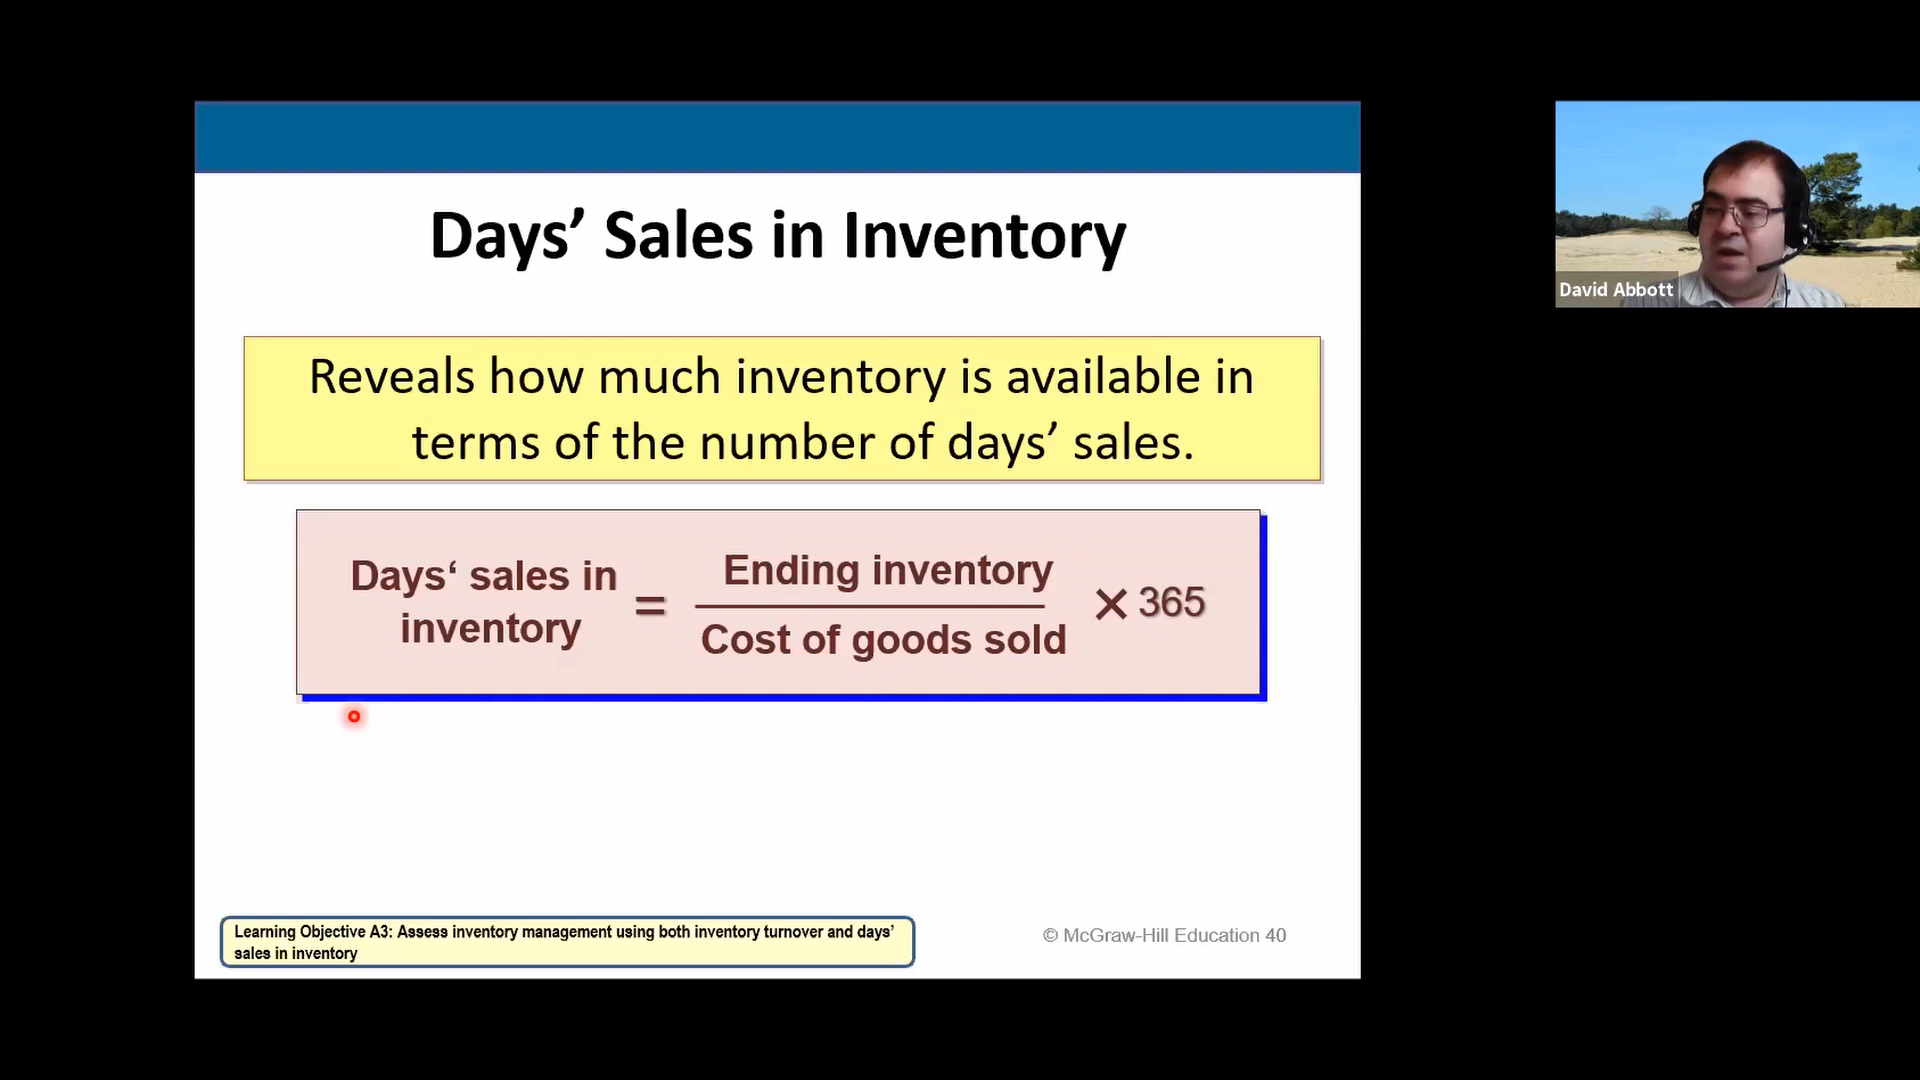 Days’ Sales in Inventory
Reveals how much inventory is available in
terms of the number of days’ sales.
Days‘ sales in
inventory
=
Ending inventory
Cost of goods sold
× 365
Learning Objective A3: Assess inventory management using both inventory turnover and days’
sales in inventory
© McGraw-Hill Education 40
David Abbott